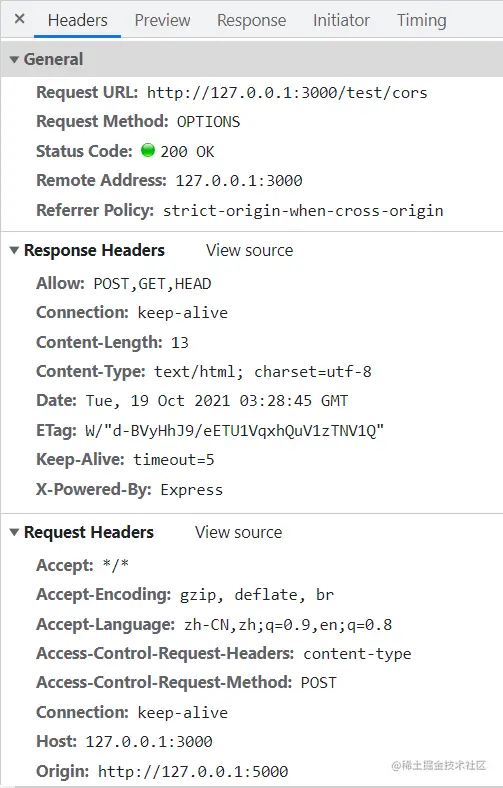 × Headers Preview Response Initiator Timing
▼ General
Request URL: http://127.0.0.1:3000/test/cors
Request Method: OPTIONS
Status Code: 200 OK
Remote Address: 127.0.0.1:3000
Referrer Policy: strict-origin-when-cross-origin
▼ Response Headers View source
Allow: POST,GET,HEAD
Connection: keep-alive
Content-Length: 13
Content-Type: text/html; charset=utf-8
Date: Tue, 19 Oct 2021 03:28:45 GMT
ETag: W/"d-BVyHhJ9/eETU1VqxhQuV1zTNV1Q"
Keep-Alive: timeout=5
X-Powered-By: Express
▼ Request Headers View source
Accept: */*
Accept-Encoding: gzip, deflate, br
Accept-Language: zh-CN,zh;q=0.9,en;q=0.8
Access-Control-Request-Headers: content-type
Access-Control-Request-Method: POST
Connection: keep-alive
Host: 127.0.0.1:3000
Origin: http://127.0.0.1:5000
@稀土掘金技术社区